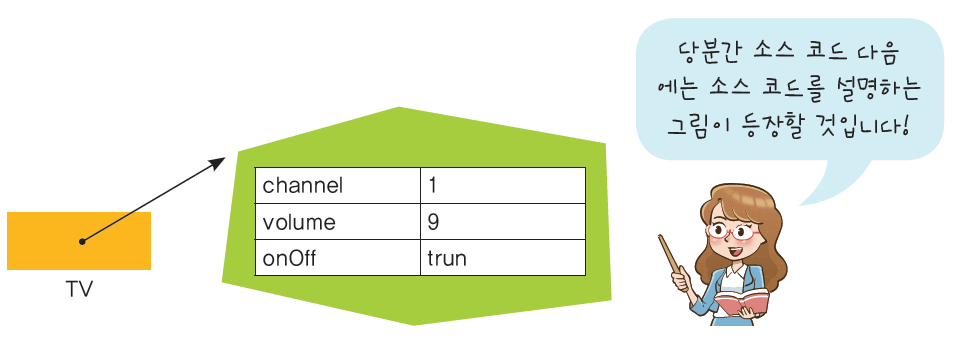 당분간 소스 코드 다음
에는 소스 코드를 설명하는
그림이 등장할 것입니다!
channel 1
volume 9
onOff trun
TV